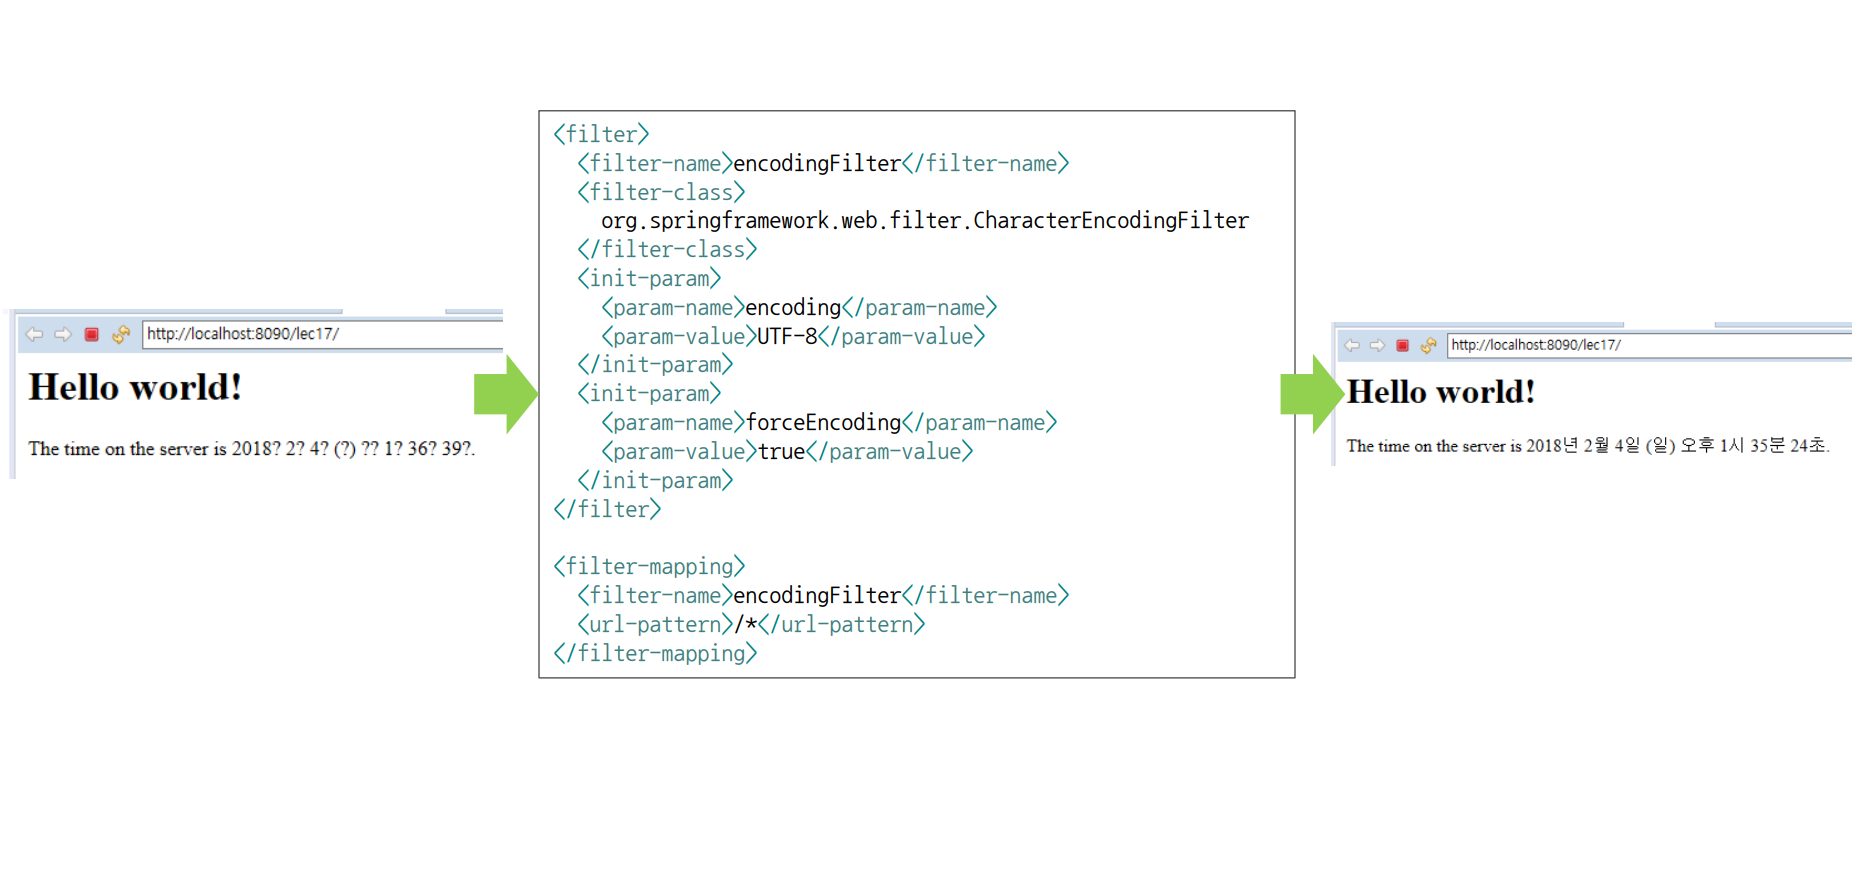 http://localhost:8090/lec17/
Hello world!
The time on the server is 2018? 2? 4? (?) ?? 1? 36? 39?.
<filter>
<filter-name>encodingFilter</filter-name>
<filter-class>
org.springframework.web.filter.CharacterEncodingFilter
</filter-class>
<init-param>
<param-name>encoding</param-name>
<param-value>UTF-8</param-value>
</init-param>
<init-param>
<param-name>forceEncoding</param-name>
<param-value>true</param-value>
</init-param>
</filter>
<filter-mapping>
<filter-name>encodingFilter</filter-name>
<url-pattern>/*</url-pattern>
</filter-mapping>
http://localhost:8090/lec17/
Hello world!
The time on the server is 2018년 2월 4일 (일) 오후 1시 35분 24초.